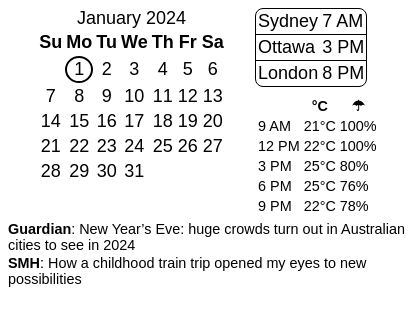 January 2024
Su Mo Tu We Th Fr Sa
1 2 3 4 5 6
7 8 9 10 11 12 13
14 15 16 17 18 19 20
21 22 23 24 25 26 27
28 29 30 31
Sydney 7 AM
Ottawa 3 PM
London 8 PM
°C ☂
9 AM 21°C 100%
12 PM 22°C 100%
3 PM 25°C 80%
6 PM 25°C 76%
9 PM 22°C 78%
Guardian: New Year’s Eve: huge crowds turn out in Australian
cities to see in 2024
SMH: How a childhood train trip opened my eyes to new
possibilities